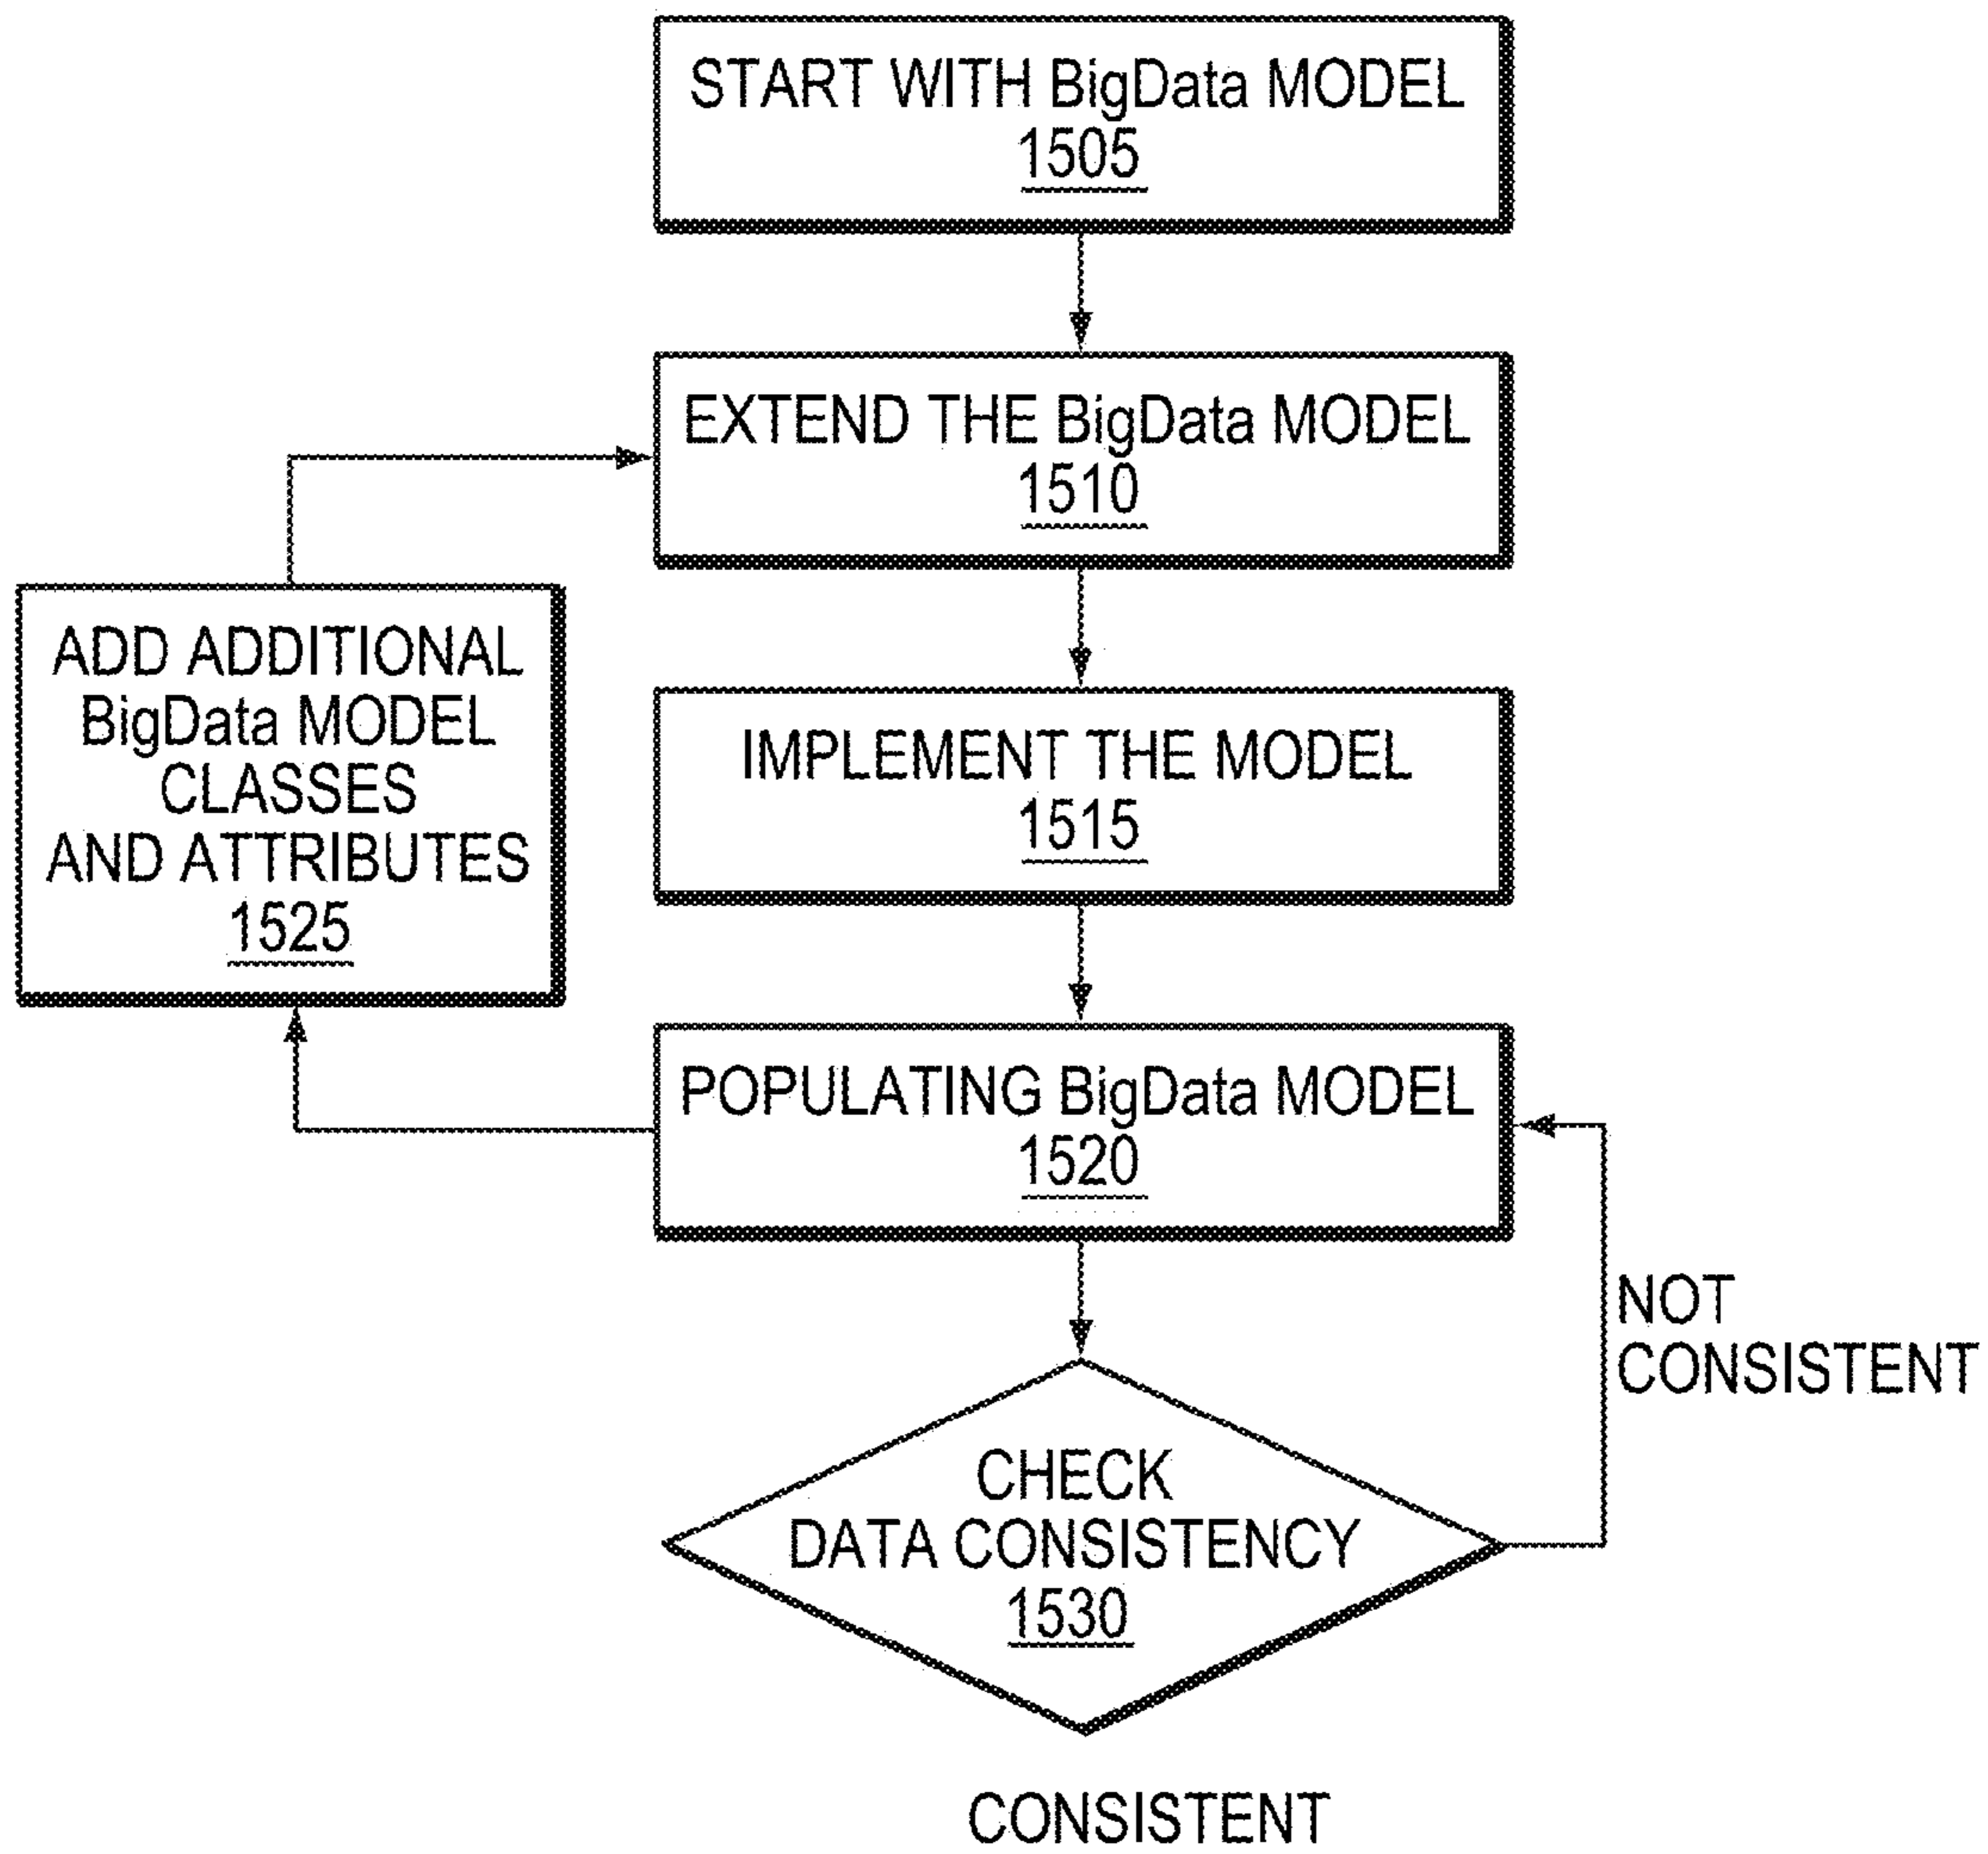 START WITH BigData MODEL
1505
EXTEND THE BigData MODEL
1510
ADD ADDITIONAL
BigData MODEL
CLASSES
AND ATTRIBUTES
1525
IMPLEMENT THE MODEL
1515
POPULATING BigData MODEL
1520
NOT
CONSISTENT
CHECK
DATA CONSISTENCY
1530
CONSISTENT